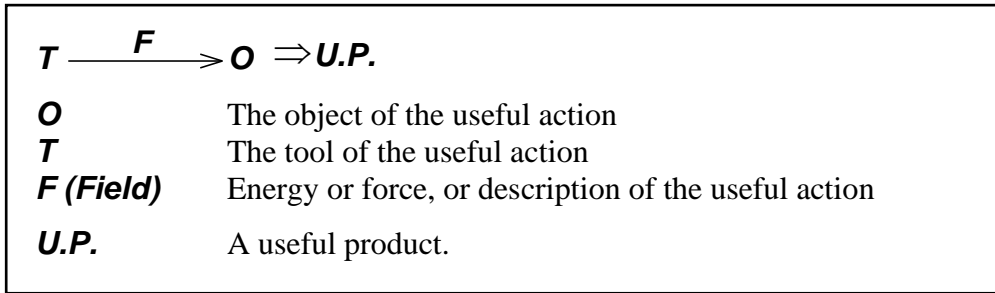 T F O ⇒ U.P.
O The object of the useful action
T The tool of the useful action
F (Field) Energy or force, or description of the useful action
U.P. A useful product.